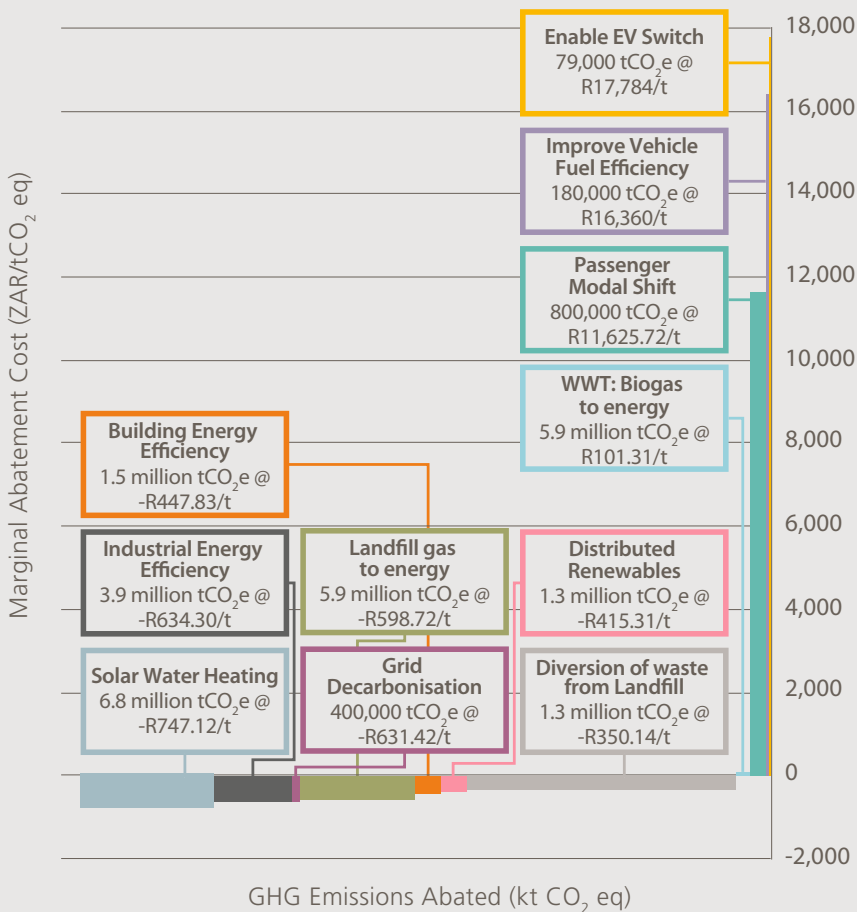 Marginal Abatement Cost (ZAR/tCO₂ eq)
18,000
16,000
14,000
12,000
10,000
8,000
6,000
4,000
2,000
0
-2,000
Enable EV Switch
79,000 tCO₂e @
R17,784/t
Improve Vehicle
Fuel Efficiency
180,000 tCO₂e @
R16,360/t
Passenger
Modal Shift
800,000 tCO₂e @
R11,625.72/t
WWT: Biogas
to energy
5.9 million tCO₂e @
R101.31/t
Building Energy
Efficiency
1.5 million tCO₂e @
-R447.83/t
Industrial Energy
Efficiency
3.9 million tCO₂e @
-R634.30/t
Landfill gas
to energy
5.9 million tCO₂e @
-R598.72/t
Distributed
Renewables
1.3 million tCO₂e @
-R415.31/t
Solar Water Heating
6.8 million tCO₂e @
-R747.12/t
Grid
Decarbonisation
400,000 tCO₂e @
-R631.42/t
Diversion of waste
from Landfill
1.3 million tCO₂e @
-R350.14/t
GHG Emissions Abated (kt CO₂ eq)